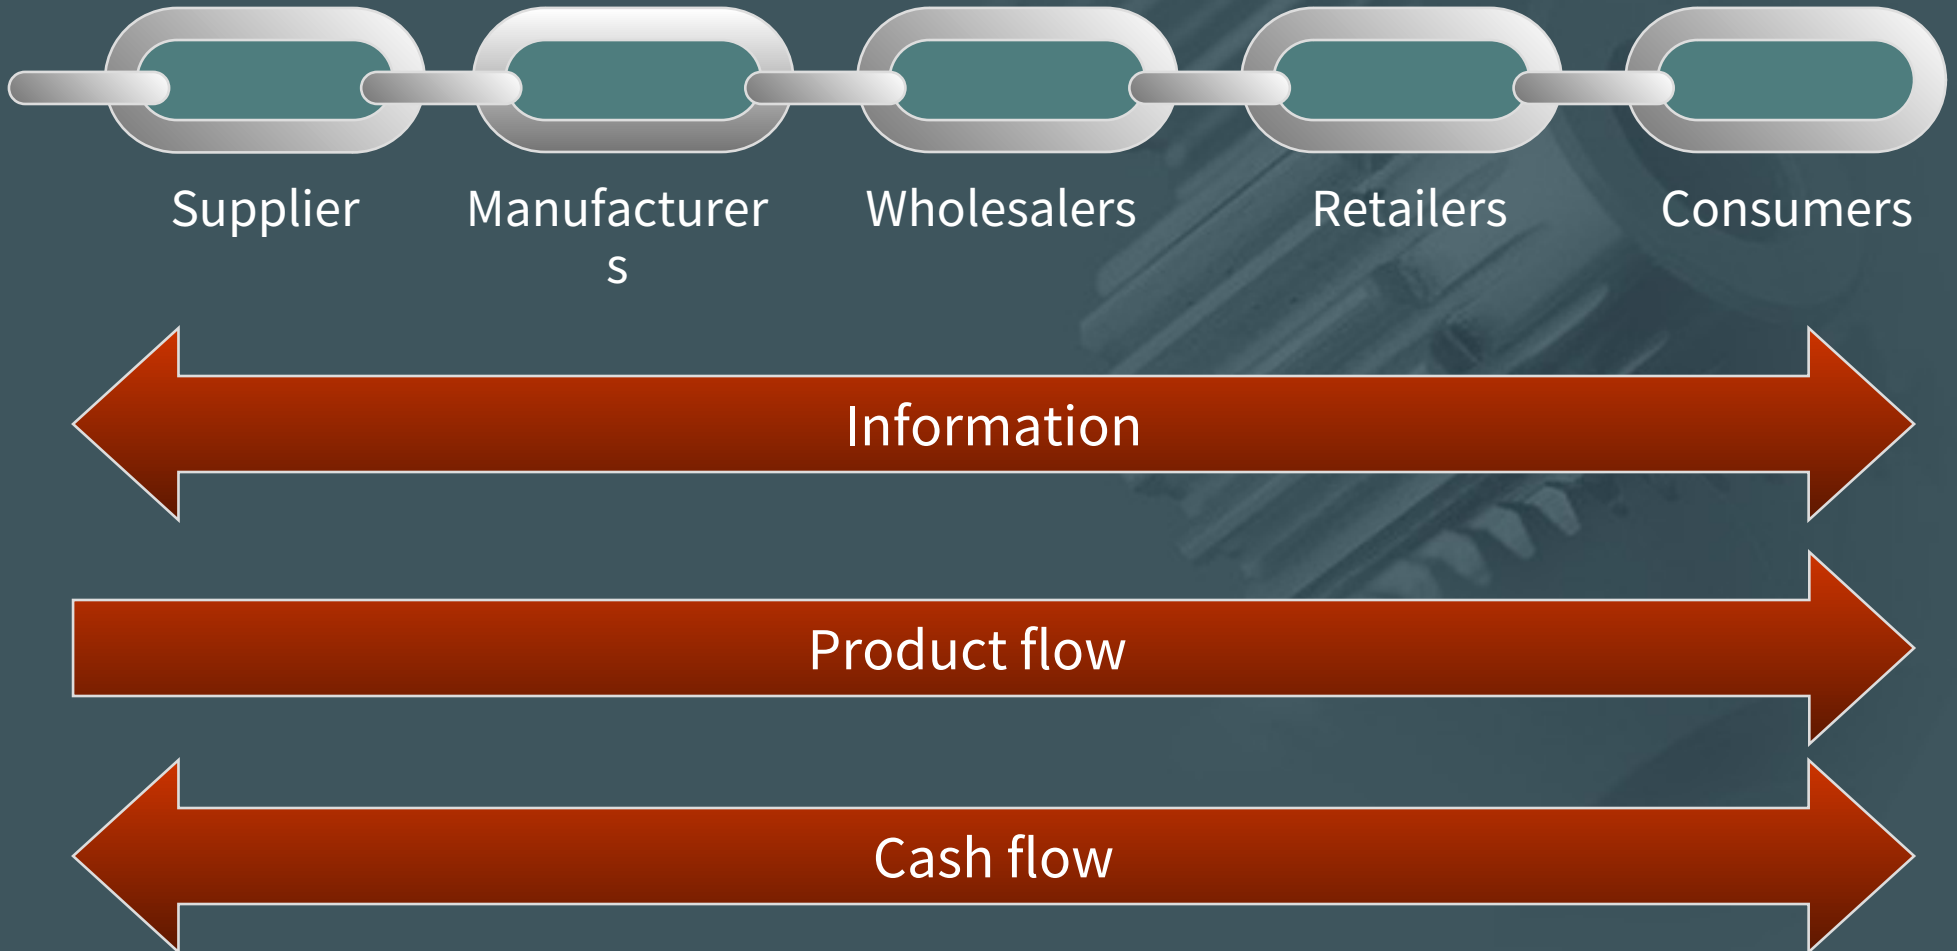 Supplier
Manufacturer
s
Wholesalers
Retailers
Consumers
Information
Product flow
Cash flow